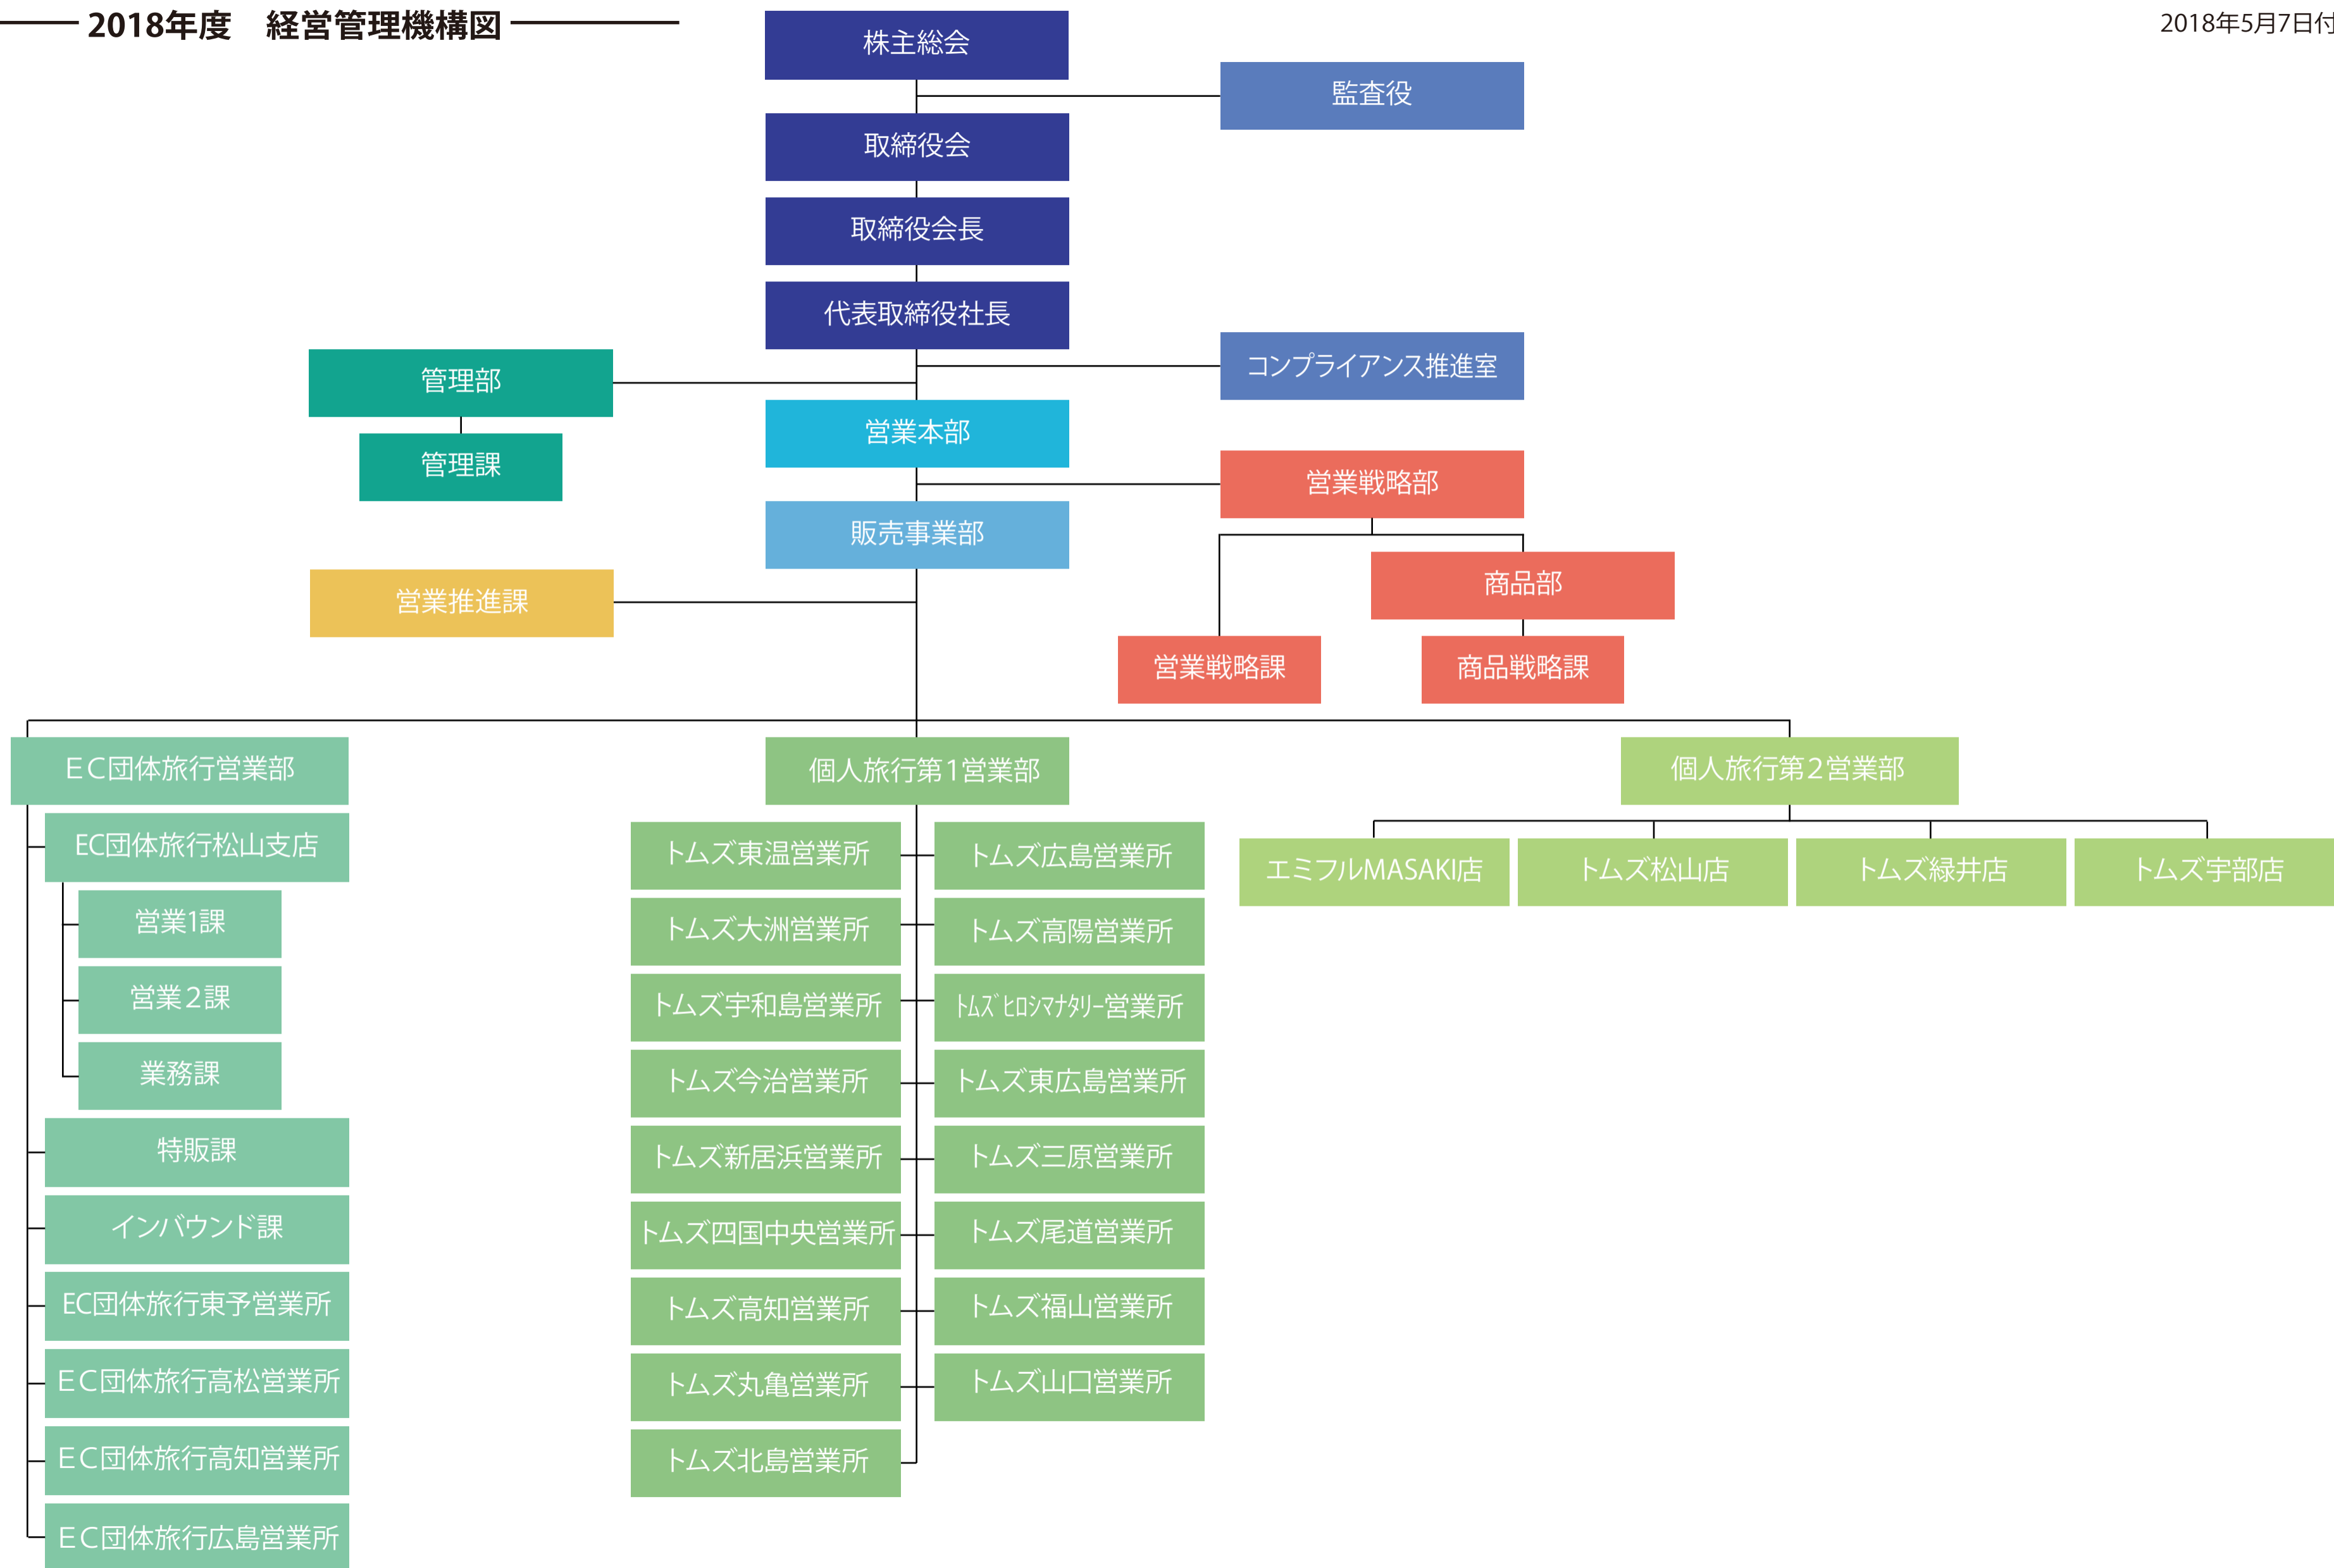 2018年度　経営管理機構図
2018年5月7日付
株主総会
監査役
取締役会
取締役会長
代表取締役社長
コンプライアンス推進室
管理部
管理課
営業本部
営業戦略部
販売事業部
商品部
営業推進課
営業戦略課
商品戦略課
ＥＣ団体旅行営業部
EC団体旅行松山支店
営業1課
営業２課
業務課
特販課
インバウンド課
EC団体旅行東予営業所
ＥＣ団体旅行高松営業所
ＥＣ団体旅行高知営業所
ＥＣ団体旅行広島営業所
個人旅行第1営業部
トムズ東温営業所
トムズ大洲営業所
トムズ宇和島営業所
トムズ今治営業所
トムズ新居浜営業所
トムズ四国中央営業所
トムズ高知営業所
トムズ丸亀営業所
トムズ北島営業所
トムズ広島営業所
トムズ高陽営業所
トムズ ヒロシマナタリー営業所
トムズ東広島営業所
トムズ三原営業所
トムズ尾道営業所
トムズ福山営業所
トムズ山口営業所
個人旅行第２営業部
エミフルMASAKI店
トムズ松山店
トムズ緑井店
トムズ宇部店